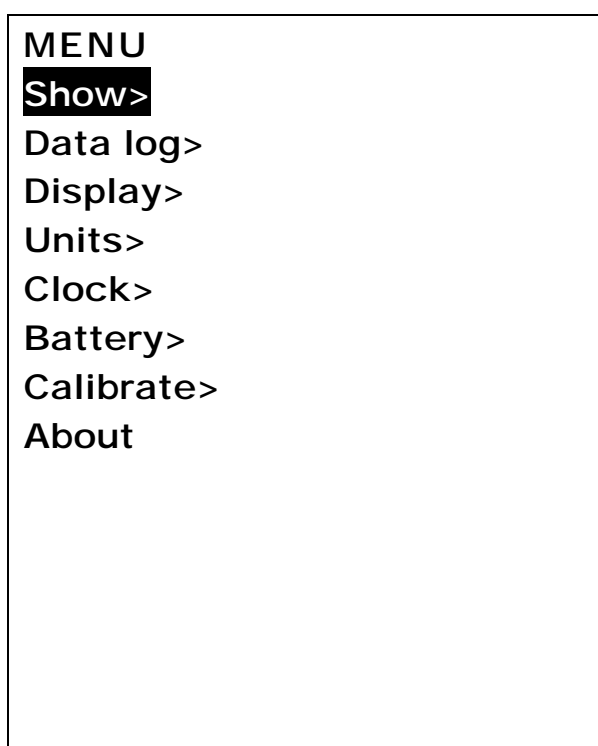 MENU
Show>
Data log>
Display>
Units>
Clock>
Battery>
Calibrate>
About